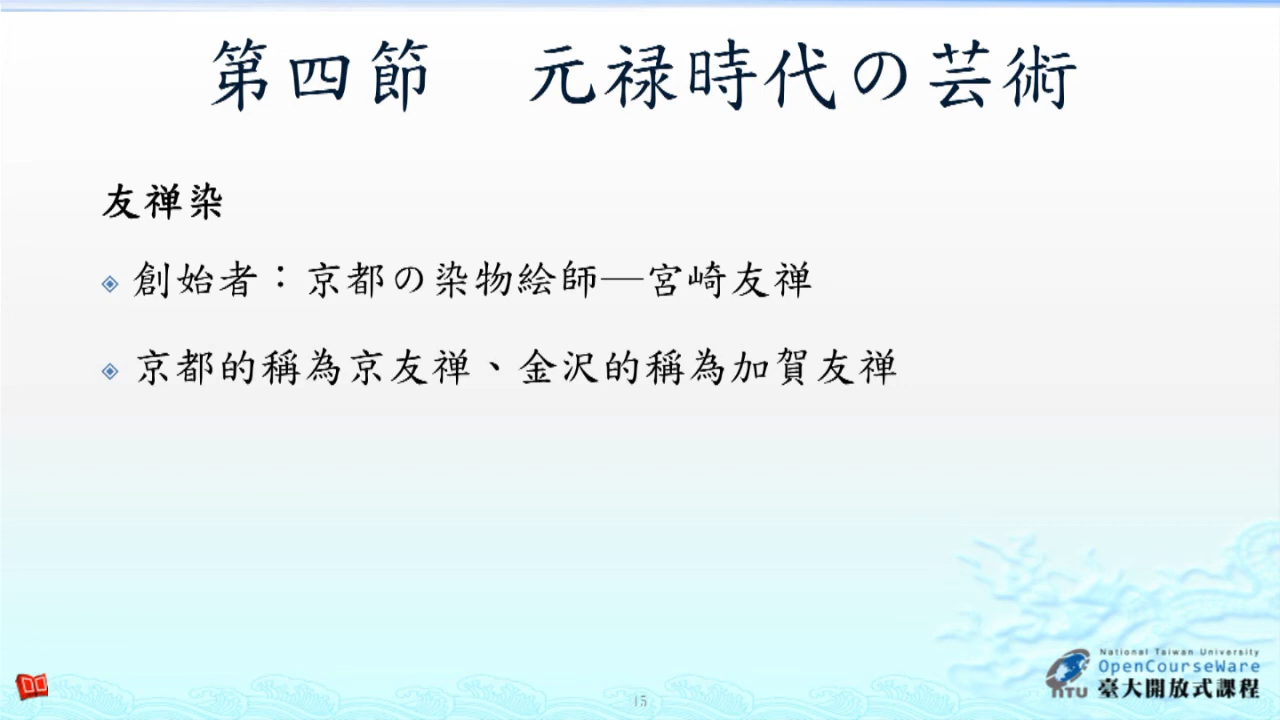 第四節　元禄時代の芸術
友禅染
創始者：京都の染物絵師—宮崎友禅
京都的稱為京友禅、金沢的稱為加賀友禅
15
National Taiwan University
OpenCourseWare
NTU 臺大開放式課程